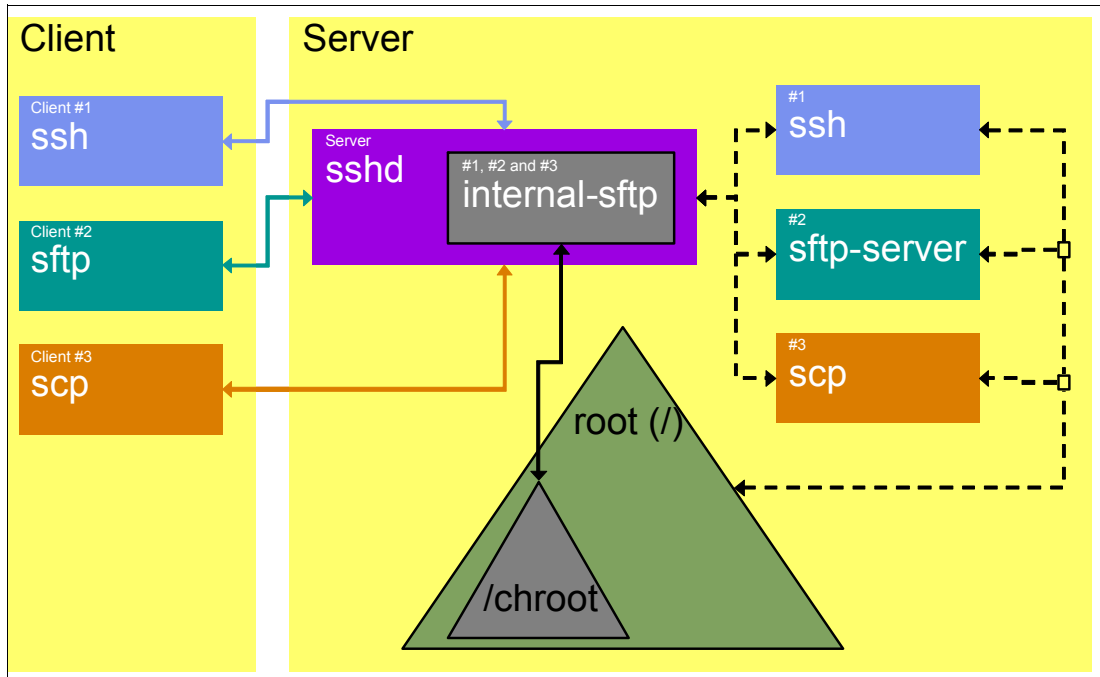 Client
Server
Client #1
ssh
Client #2
sftp
Client #3
scp
Server
sshd
#1, #2 and #3
internal-sftp
#1
ssh
#2
sftp-server
#3
scp
root (/)
/chroot